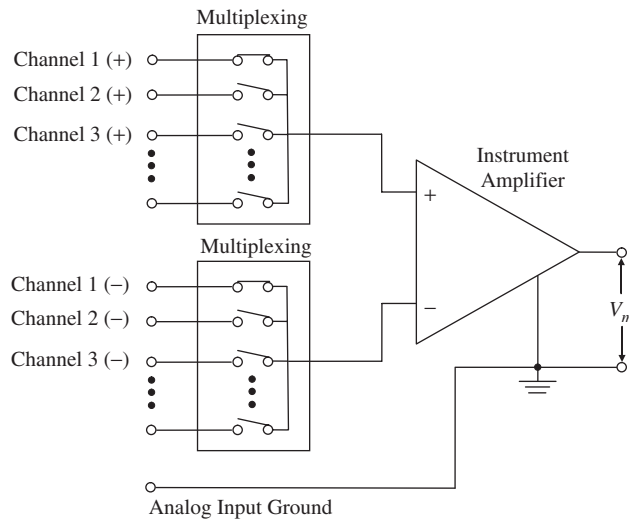 Multiplexing
Channel 1 (+)
Channel 2 (+)
Channel 3 (+)
Instrument
Amplifier
+
−
Multiplexing
Channel 1 (−)
Channel 2 (−)
Channel 3 (−)
Vm
Analog Input Ground